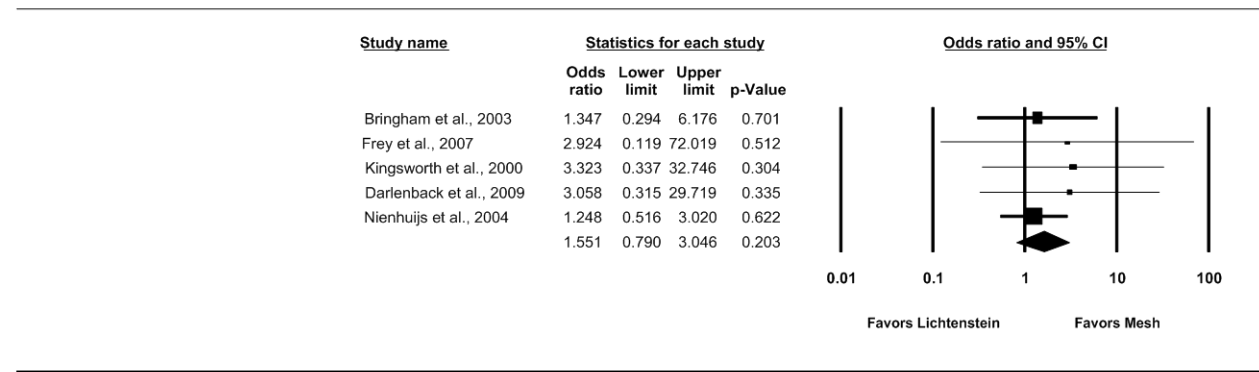 Study name Statistics for each study Odds ratio and 95% CI
Odds Lower Upper
ratio limit limit p-Value
Bringham et al., 2003 1.347 0.294 6.176 0.701
Frey et al., 2007 2.924 0.119 72.019 0.512
Kingsworth et al., 2000 3.323 0.337 32.746 0.304
Darlenback et al., 2009 3.058 0.315 29.719 0.335
Nienhuijs et al., 2004 1.248 0.516 3.020 0.622
1.551 0.790 3.046 0.203
0.01 0.1 1 10 100
Favors Lichtenstein Favors Mesh